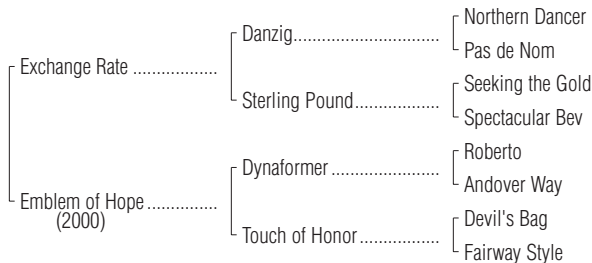 Northern Dancer
Danzig..............................
Pas de Nom
Exchange Rate .................
Seeking the Gold
Sterling Pound.................
Spectacular Bev
Roberto
Dynaformer ......................
Andover Way
Emblem of Hope ..............
(2000)
Devil's Bag
Touch of Honor ................
Fairway Style